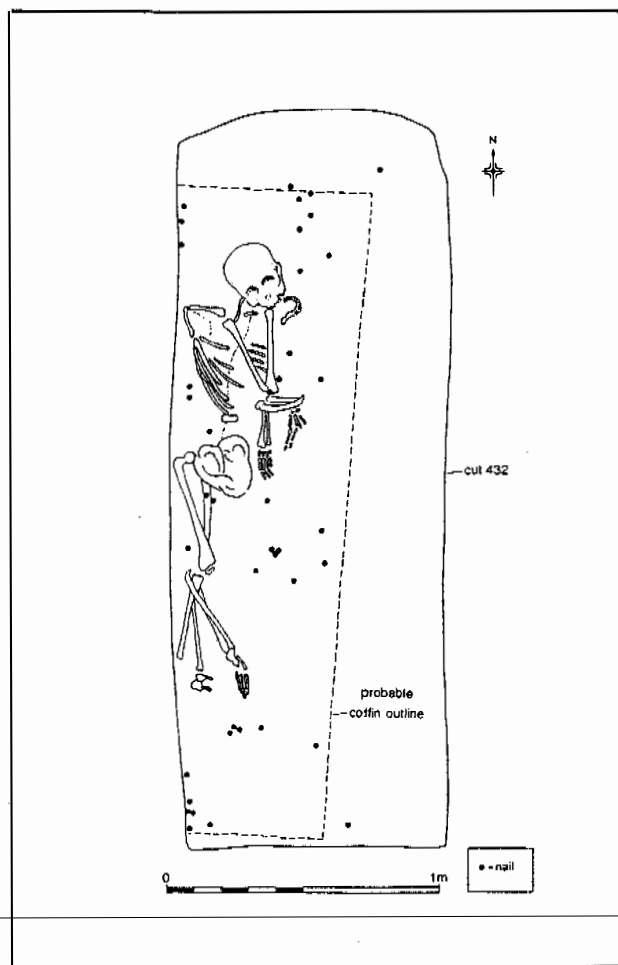 N
cut 432
probable
coffin outline
0 1m
• - nail